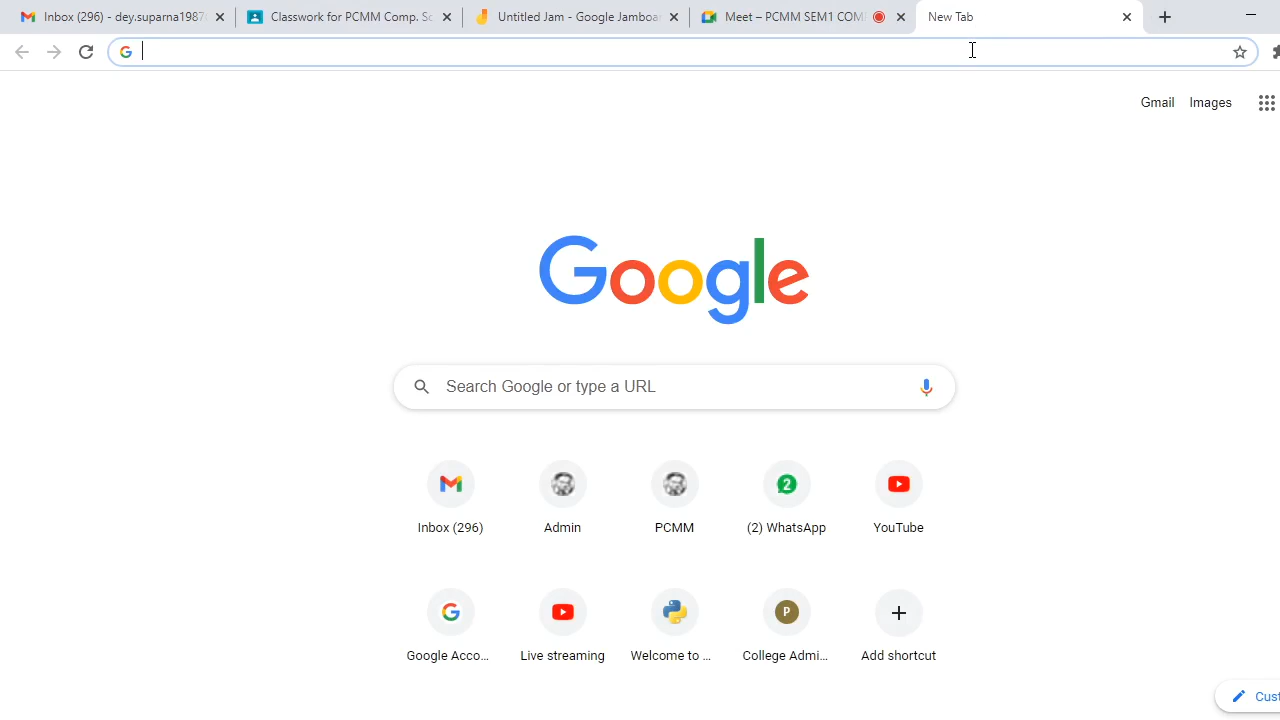 Inbox (296) - dey.suparna1987
Classwork for PCMM Comp. S
Untitled Jam - Google Jamboar
Meet – PCMM SEM1 COM
New Tab
Gmail
Images
Google
Search Google or type a URL
Inbox (296)
Admin
PCMM
2
(2) WhatsApp
YouTube
Google Acco...
Live streaming
Welcome to ...
P
College Admi...
Add shortcut
Cust